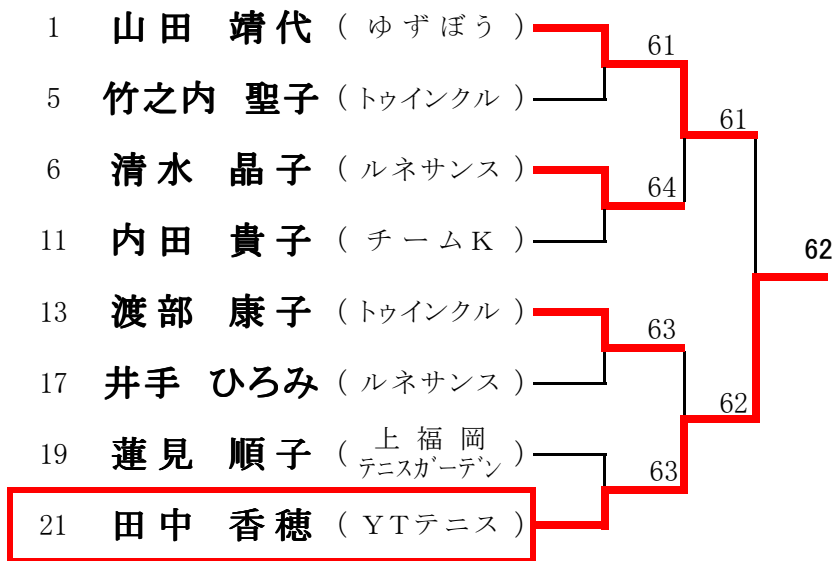 1 山田 靖代 ( ゆずぼう )
61
5 竹之内 聖子 ( トゥインクル )
61
6 清水 晶子 ( ルネサンス )
64
11 内田 貴子 ( チームK )
62
13 渡部 康子 ( トゥインクル )
63
17 井手 ひろみ ( ルネサンス )
62
19 蓮見 順子 ( 上福岡
テニスガーデン )
63
21 田中 香穂 ( YTテニス )